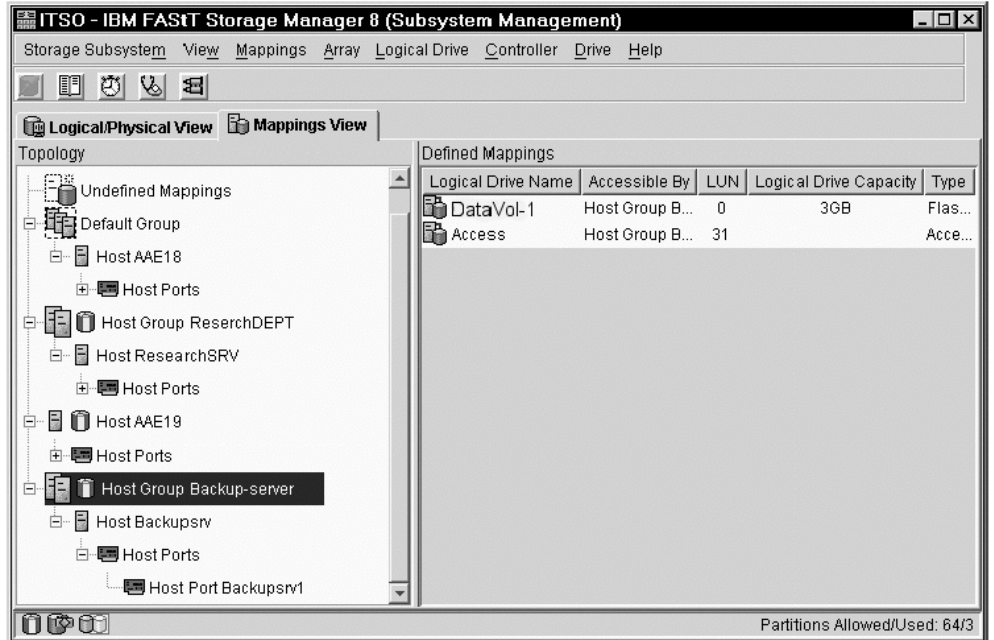 ITSO - IBM FAStT Storage Manager 8 (Subsystem Management)
Storage Subsystem View Mappings Array Logical Drive Controller Drive Help
Logical/Physical View Mappings View
Topology
Undefined Mappings
Default Group
Host AAE18
Host Ports
Host Group ReserchDEPT
Host ResearchSRV
Host Ports
Host AAE19
Host Ports
Host Group Backup-server
Host Backupsrv
Host Ports
Host Port Backupsrv1
Defined Mappings
Logical Drive Name Accessible By LUN Logical Drive Capacity Type
DataVol-1 Host Group B... 0 3GB Flas...
Access Host Group B... 31 Acce...
Partitions Allowed/Used: 64/3